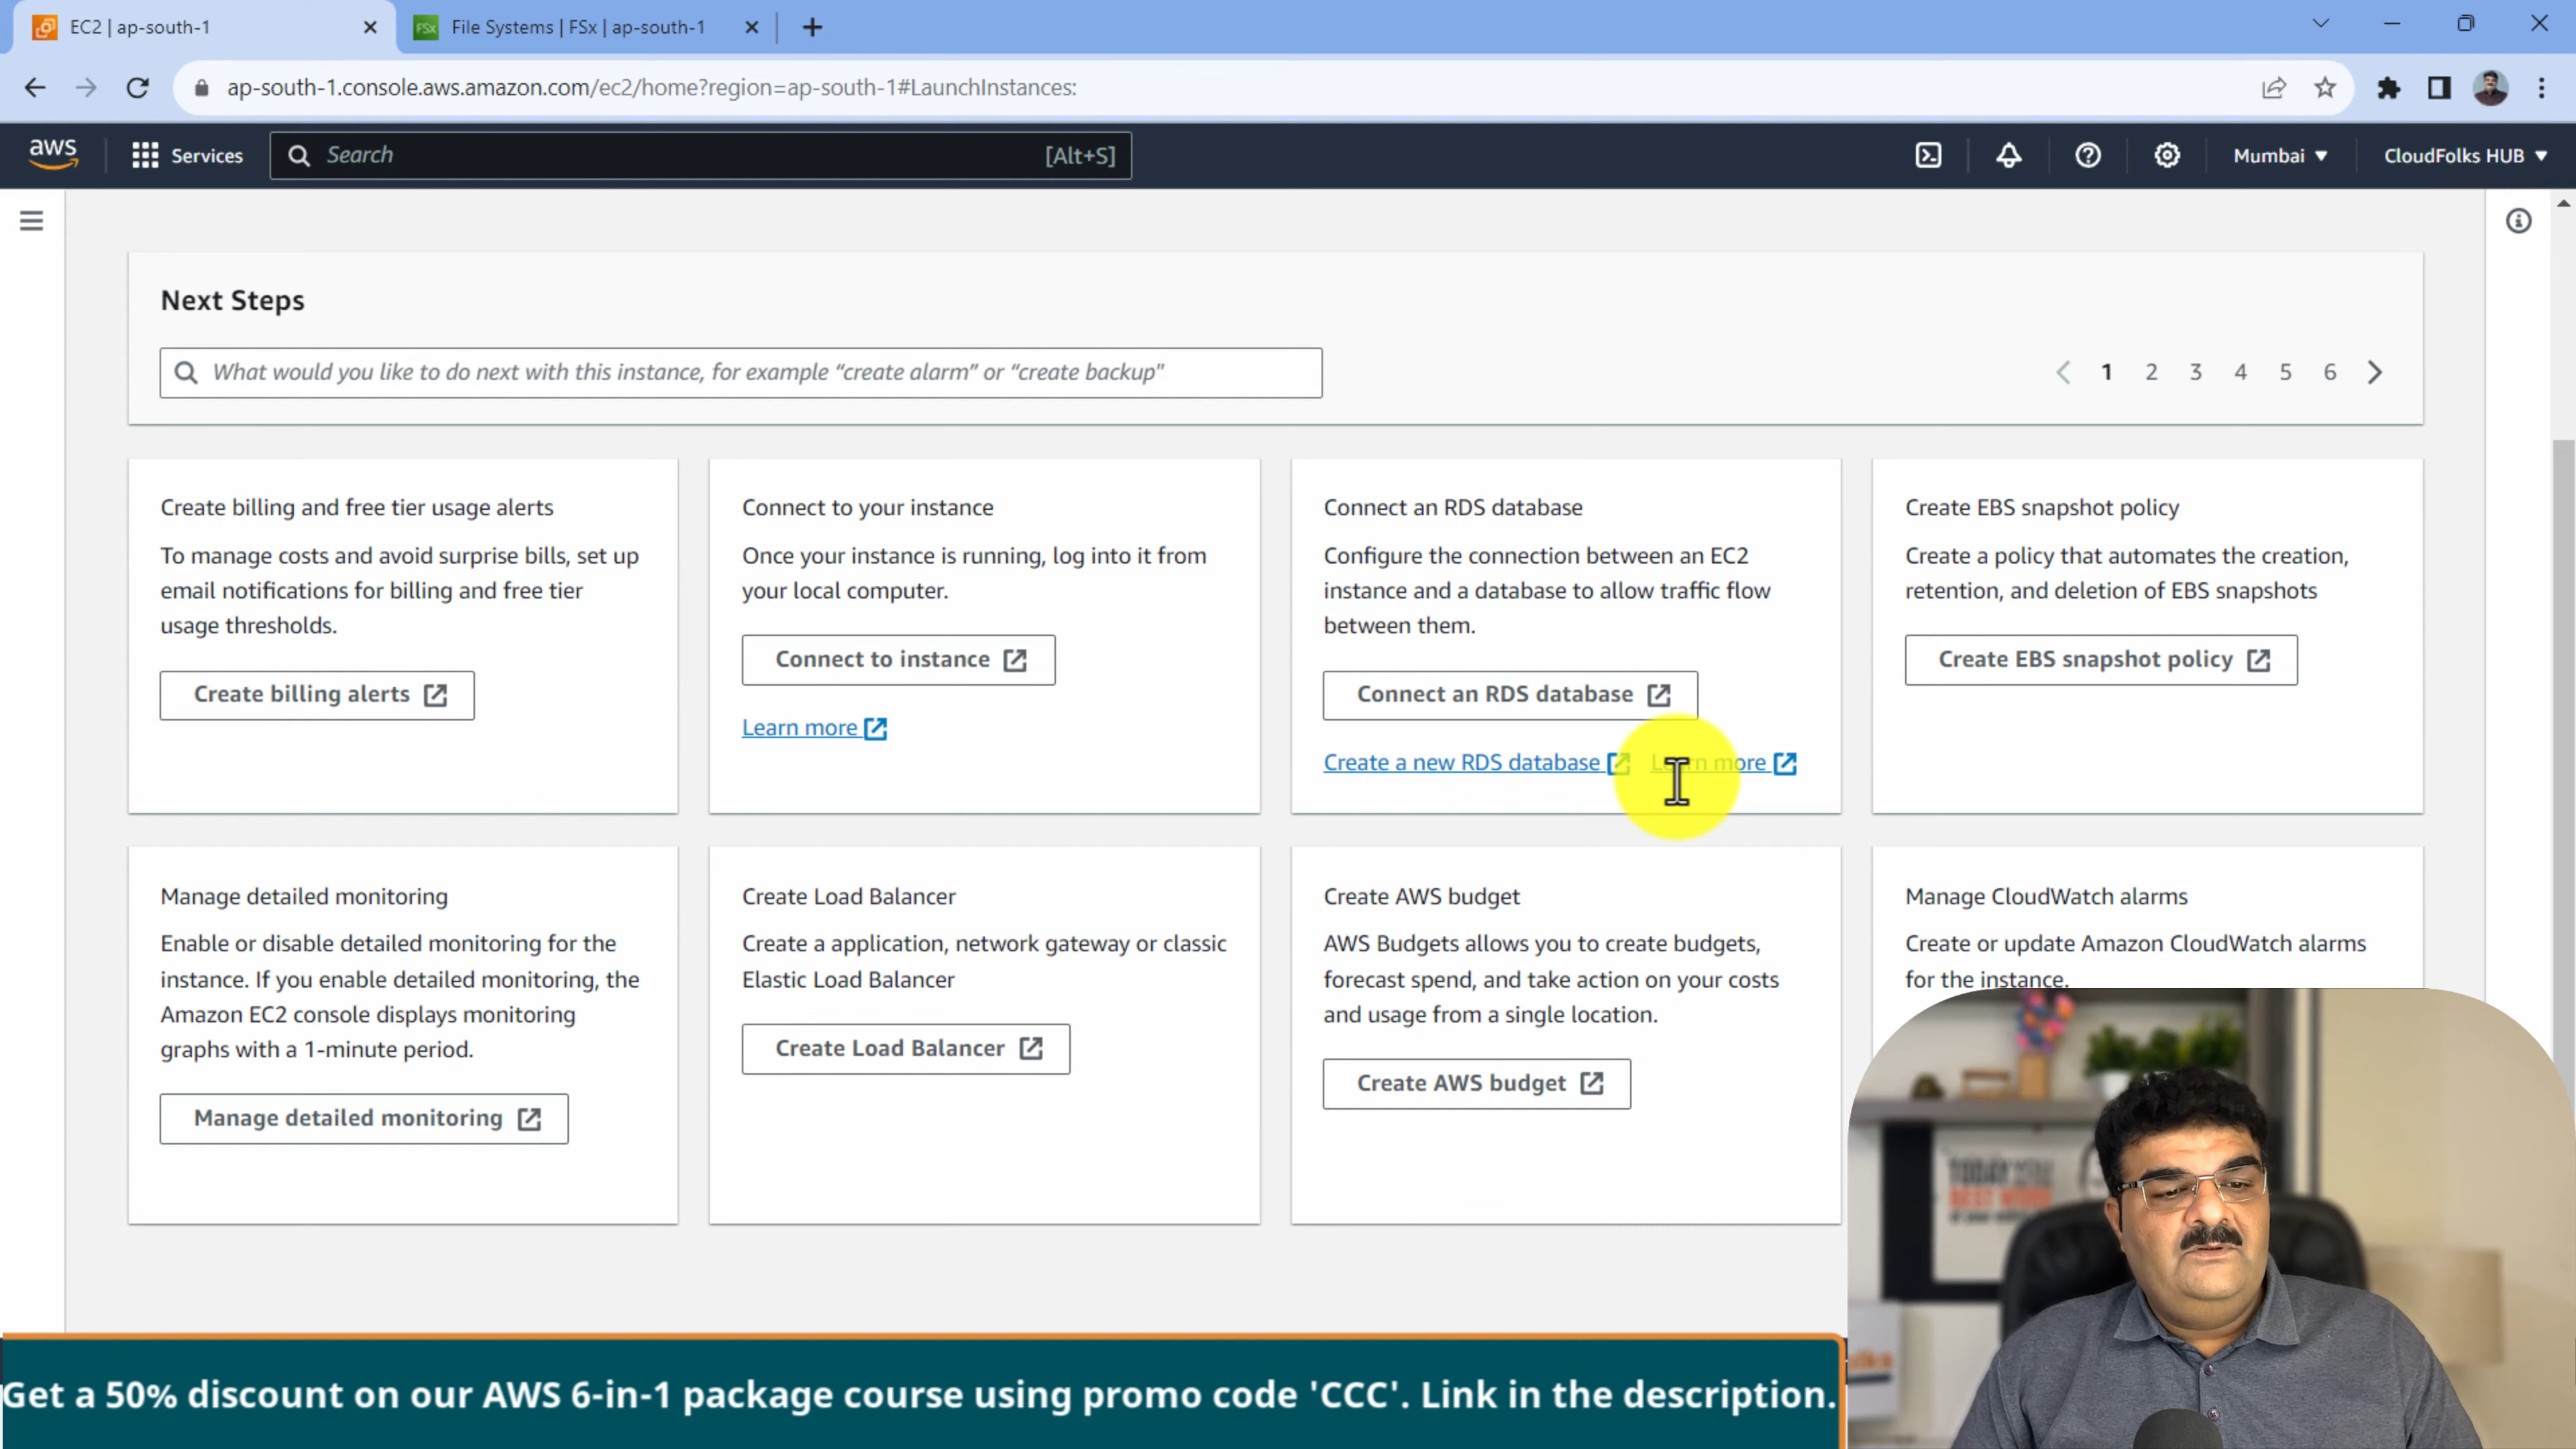 EC2 | ap-south-1
FSx File Systems | FSx | ap-south-1
ap-south-1.console.aws.amazon.com/ec2/home?region=ap-south-1#LaunchInstances:
aws Services Search [Alt+S] Mumbai CloudFolks HUB
Next Steps
What would you like to do next with this instance, for example “create alarm” or “create backup"
1 2 3 4 5 6
Create billing and free tier usage alerts
To manage costs and avoid surprise bills, set up
email notifications for billing and free tier
usage thresholds.
Create billing alerts
Connect to your instance
Once your instance is running, log into it from
your local computer.
Connect to instance
Learn more
Connect an RDS database
Configure the connection between an EC2
instance and a database to allow traffic flow
between them.
Connect an RDS database
Create a new RDS database Learn more
Create EBS snapshot policy
Create a policy that automates the creation,
retention, and deletion of EBS snapshots
Create EBS snapshot policy
Manage detailed monitoring
Enable or disable detailed monitoring for the
instance. If you enable detailed monitoring, the
Amazon EC2 console displays monitoring
graphs with a 1-minute period.
Manage detailed monitoring
Create Load Balancer
Create a application, network gateway or classic
Elastic Load Balancer
Create Load Balancer
Create AWS budget
AWS Budgets allows you to create budgets,
forecast spend, and take action on your costs
and usage from a single location.
Create AWS budget
Manage CloudWatch alarms
Create or update Amazon CloudWatch alarms
for the instance.
Get a 50% discount on our AWS 6-in-1 package course using promo code 'CCC'. Link in the description.